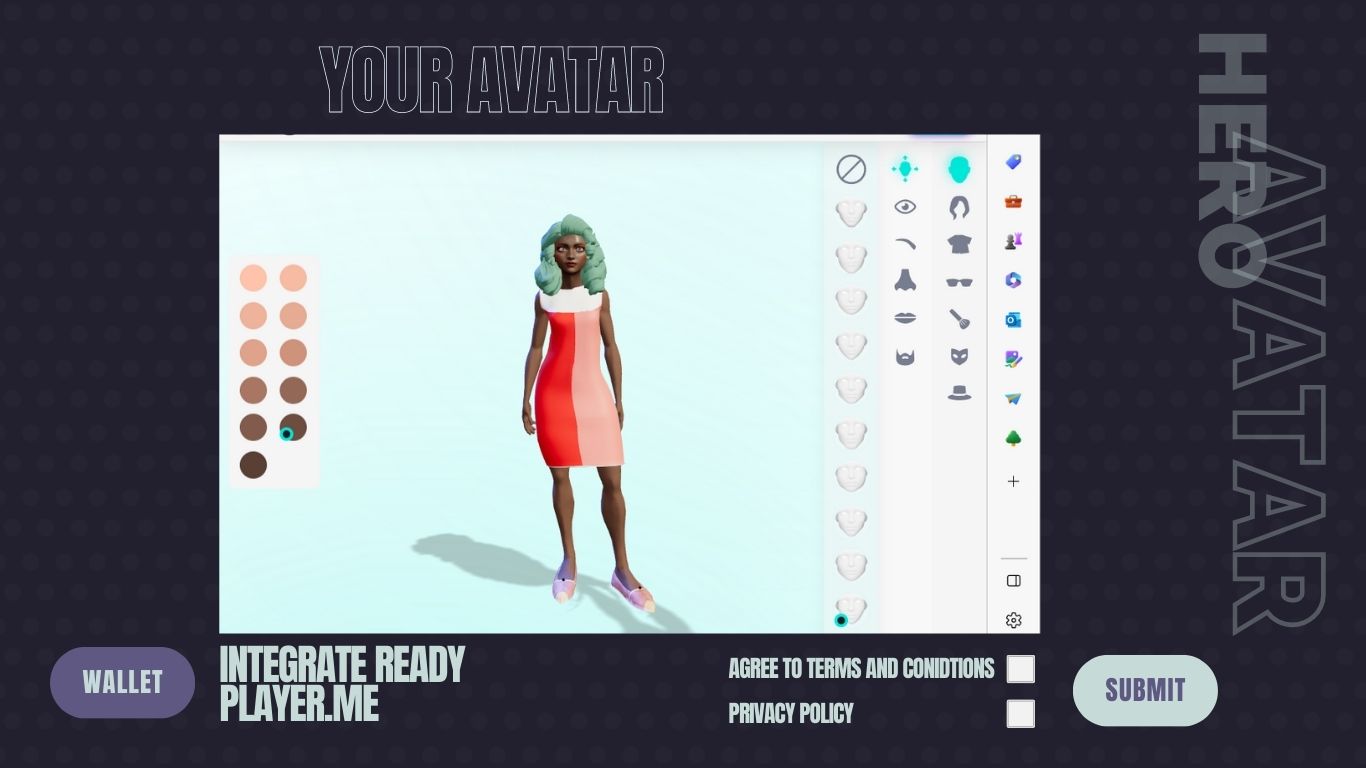 YOUR AVATAR
HERO
AVATAR
WALLET
INTEGRATE READY
PLAYER.ME
AGREE TO TERMS AND CONIDTIONS
PRIVACY POLICY
SUBMIT